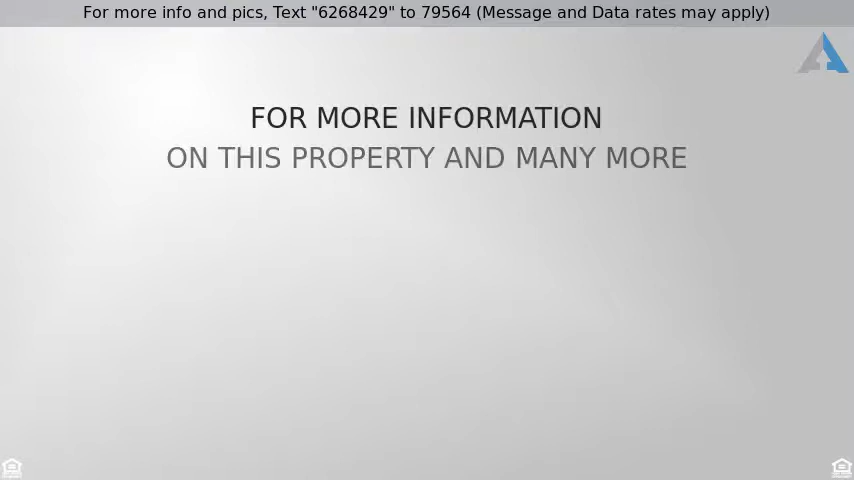 For more info and pics, Text "6268429" to 79564 (Message and Data rates may apply)
FOR MORE INFORMATION
ON THIS PROPERTY AND MANY MORE